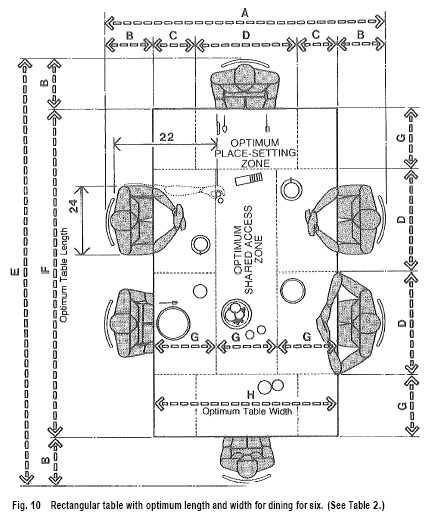 A
B C D C B
B
G
22
OPTIMUM
PLACE-SETTING
ZONE
24
D
OPTIMUM
SHARED ACCESS
ZONE
E
F
Optimum Table Length
D
G G G
H
Optimum Table Width
G
B
Fig. 10 Rectangular table with optimum length and width for dining for six. (See Table 2.)